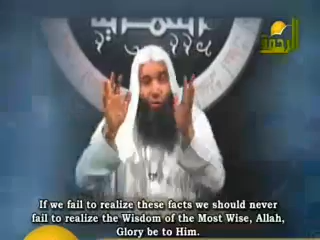 الرحمة
If we fail to realize these facts we should never
fail to realize the Wisdom of the Most Wise, Allah,
Glory be to Him.